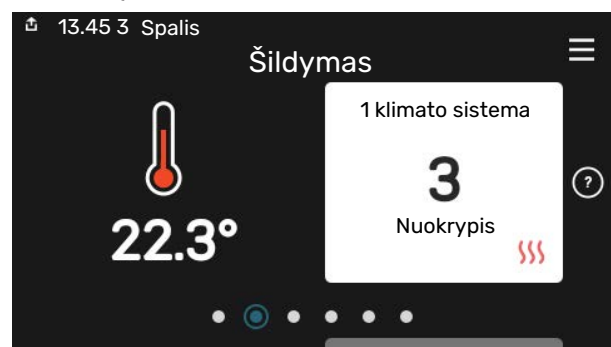 13.45 3 Spalis
Šildymas
1 klimato sistema
3
Nuokrypis
22.3°
?